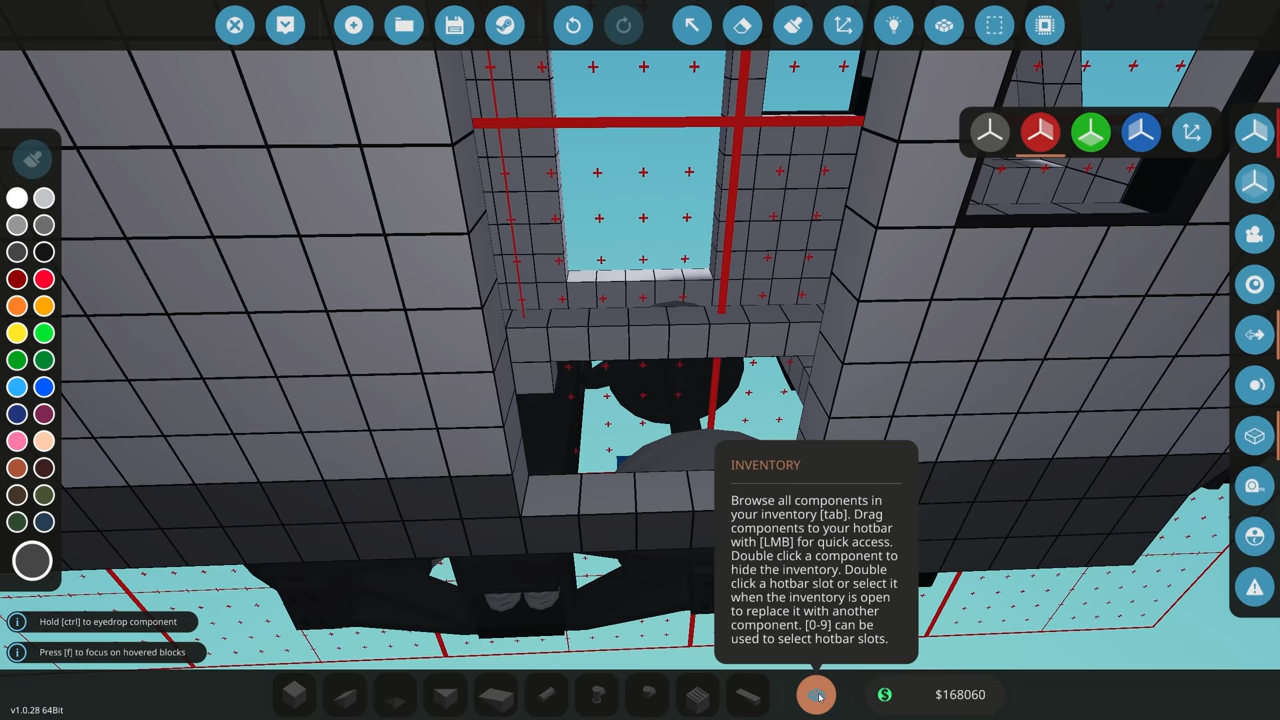 INVENTORY
Browse all components in
your inventory [tab]. Drag
components to your hotbar
with [LMB] for quick access.
Double click a component to
hide the inventory. Double
click a hotbar slot or select it
when the inventory is open
to replace it with another
component. [0-9] can be
used to select hotbar slots.
Hold [ctrl] to eyedrop component
Press [f] to focus on hovered blocks
$ $168060
v1.0.28 64Bit